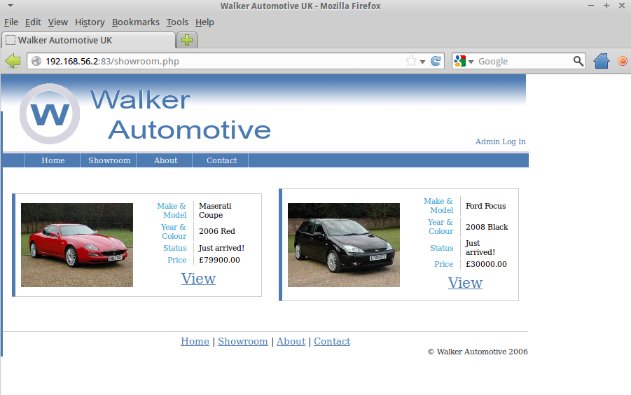 Walker Automotive UK - Mozilla Firefox
File Edit View History Bookmarks Tools Help
Walker Automotive UK
192.168.56.2:83/showroom.php
Google
W
Walker
Automotive
Admin Log In
Home Showroom About Contact
Make & Model Maserati Coupe
Year & Colour 2006 Red
Status Just arrived!
Price £79900.00
View
Make & Model Ford Focus
Year & Colour 2008 Black
Status Just arrived!
Price £30000.00
View
Home | Showroom | About | Contact
© Walker Automotive 2006